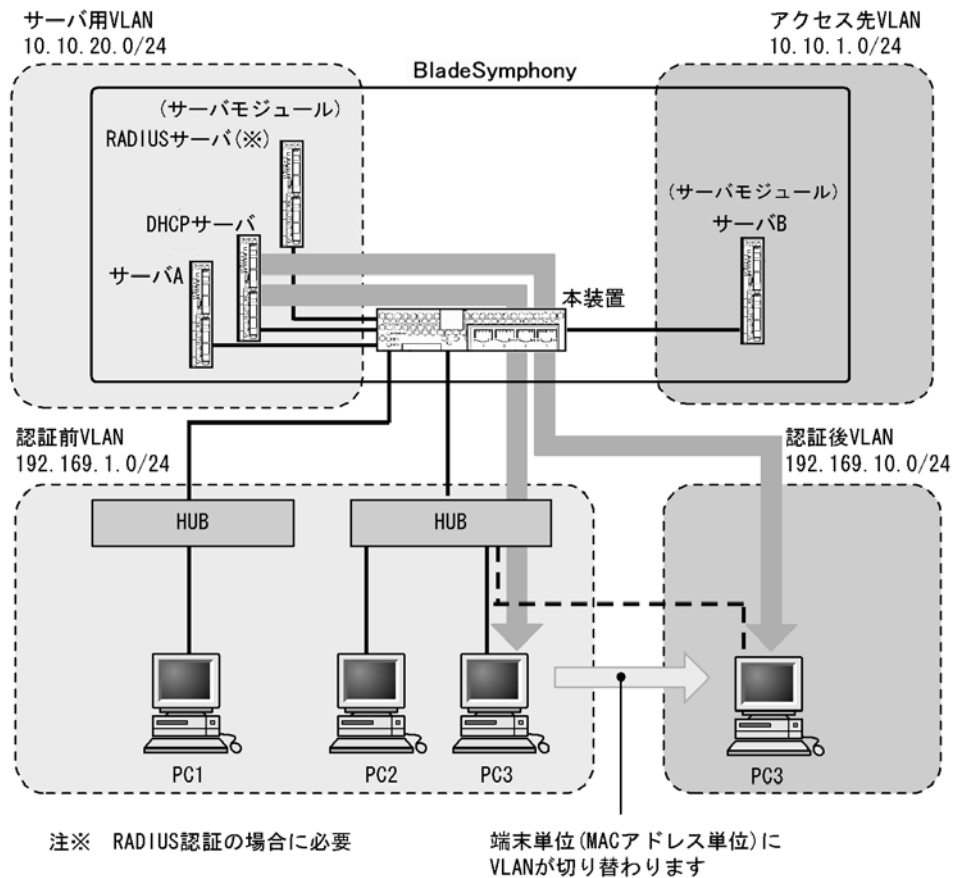 サーバ用VLAN
10.10.20.0/24
アクセス先VLAN
10.10.1.0/24
BladeSymphony
(サーバモジュール)
RADIUSサーバ(※)
DHCPサーバ
サーバA
(サーバモジュール)
サーバB
本装置
認証前VLAN
192.169.1.0/24
認証後VLAN
192.169.10.0/24
HUB
HUB
PC1
PC2
PC3
PC3
注※ RADIUS認証の場合に必要
端末単位(MACアドレス単位)に
VLANが切り替わります